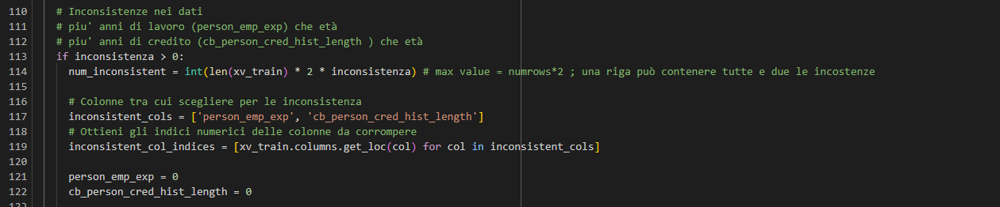 110 # Inconsistenze nei dati
111 # piu' anni di lavoro (person_emp_exp) che età
112 # piu' anni di credito (cb_person_cred_hist_length ) che età
113 if inconsistenza > 0:
114 num_inconsistent = int(len(xv_train) * 2 * inconsistenza) # max value = numrows*2 ; una riga può contenere tutte e due le incostenze
115
116 # Colonne tra cui scegliere per le inconsistenza
117 inconsistent_cols = ['person_emp_exp', 'cb_person_cred_hist_length']
118 # Ottieni gli indici numerici delle colonne da corrompere
119 inconsistent_col_indices = [xv_train.columns.get_loc(col) for col in inconsistent_cols]
120
121 person_emp_exp = 0
122 cb_person_cred_hist_length = 0